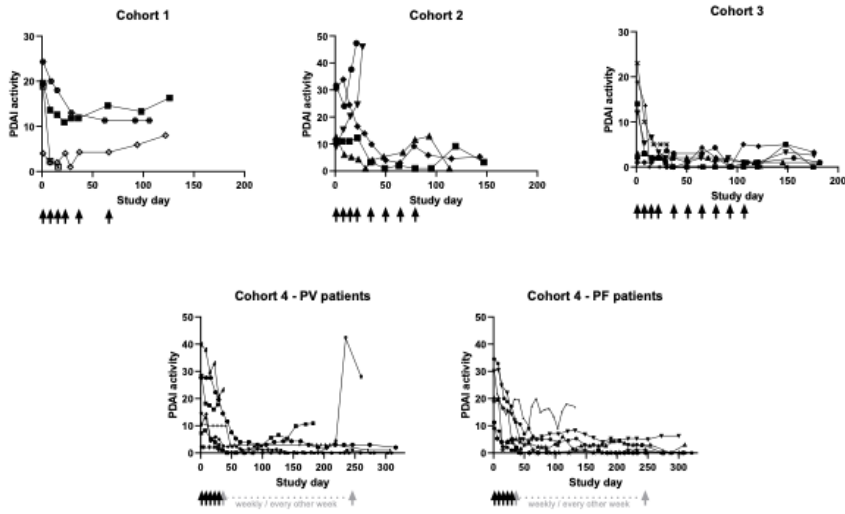 Cohort 1
PDAI activity
30
20
10
0
0 50 100 150 200
Study day
Cohort 2
PDAI activity
50
40
30
20
10
0
0 50 100 150 200
Study day
Cohort 3
PDAI activity
30
20
10
0
0 50 100 150 200
Study day
Cohort 4 - PV patients
PDAI activity
50
40
30
20
10
0
0 50 100 150 200 250 300
Study day
weekly / every other week
Cohort 4 - PF patients
PDAI activity
50
40
30
20
10
0
0 50 100 150 200 250 300
Study day
weekly / every other week